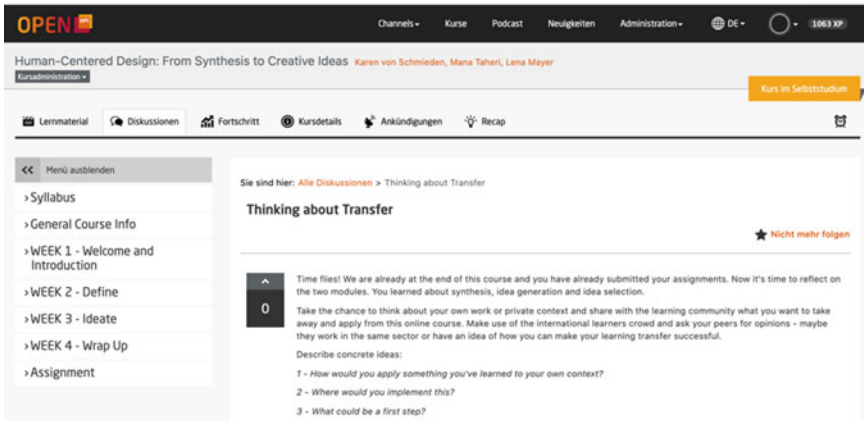 OPEN HPI
Channels
Kurse
Podcast
Neuigkeiten
Administration
DE
1063 XP
Human-Centered Design: From Synthesis to Creative Ideas Karen von Schmieden, Mana Taheri, Lena Mayer
Kursadministration
Kurs im Selbststudium
Lernmaterial
Diskussionen
Fortschritt
Kursdetails
Ankündigungen
Recap
Menü ausblenden
Syllabus
General Course Info
WEEK 1 - Welcome and
Introduction
WEEK 2 - Define
WEEK 3 - Ideate
WEEK 4 - Wrap Up
Assignment
Sie sind hier: Alle Diskussionen > Thinking about Transfer
Thinking about Transfer
Nicht mehr folgen
0
Time flies! We are already at the end of this course and you have already submitted your assignments. Now it's time to reflect on
the two modules. You learned about synthesis, idea generation and idea selection.
Take the chance to think about your own work or private context and share with the learning community what you want to take
away and apply from this online course. Make use of the international learners crowd and ask your peers for opinions - maybe
they work in the same sector or have an idea of how you can make your learning transfer successful.
Describe concrete ideas:
1 - How would you apply something you've learned to your own context?
2 - Where would you implement this?
3 - What could be a first step?